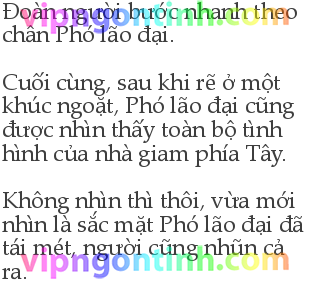 Đoàn người bước nhanh theo
chân Phó lão đại.
Cuối cùng, sau khi rẽ ở một
khúc ngoặt, Phó lão đại cũng
được nhìn thấy toàn bộ tình
hình của nhà giam phía Tây.
Không nhìn thì thôi, vừa mới
nhìn là sắc mặt Phó lão đại đã
tái mét, người cũng nhũn cả
ra.
vipngontinh.com
vipngontinh.com